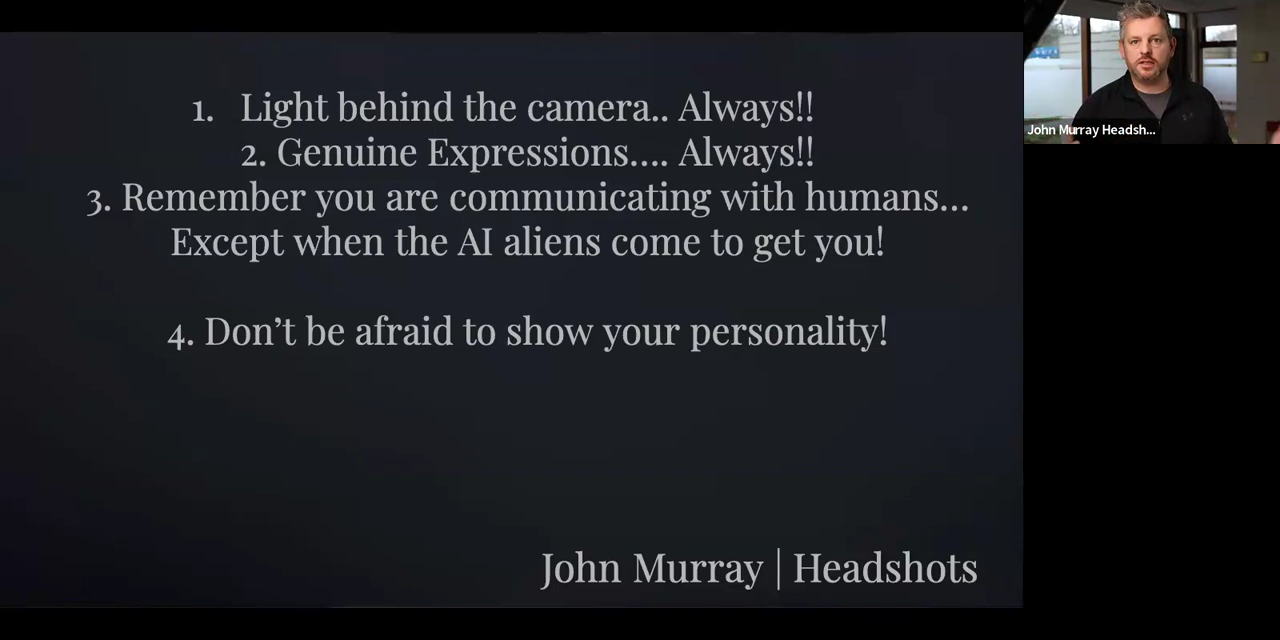 1. Light behind the camera.. Always!!
2. Genuine Expressions.... Always!!
3. Remember you are communicating with humans...
Except when the AI aliens come to get you!
4. Don’t be afraid to show your personality!
John Murray | Headshots
John Murray Headsh...